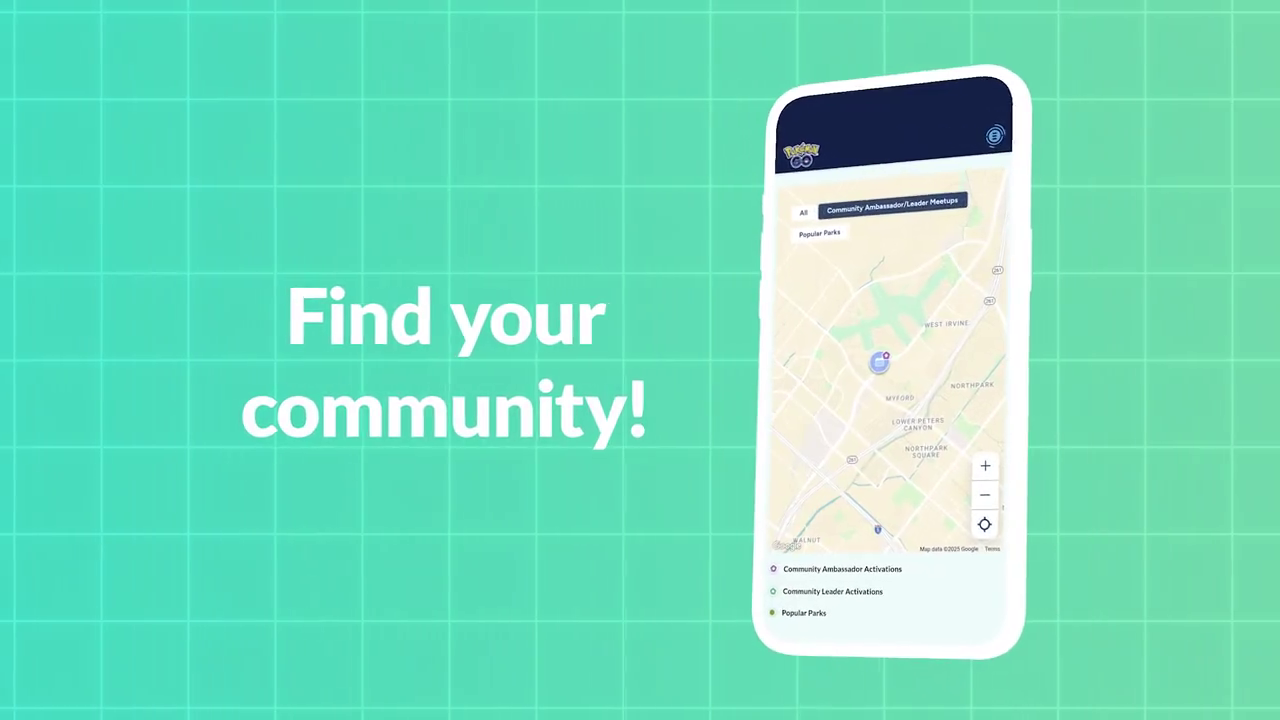 Find your
community!
Pokémon
GO
All
Community Ambassador/Leader Meetups
Popular Parks
261
261
WEST IRVINE
NORTHPARK
MYFORD
LOWER PETERS
CANYON
NORTHPARK
SQUARE
261
+
−
5
WALNUT
Google
Map data ©2025 Google
Terms
Community Ambassador Activations
Community Leader Activations
Popular Parks